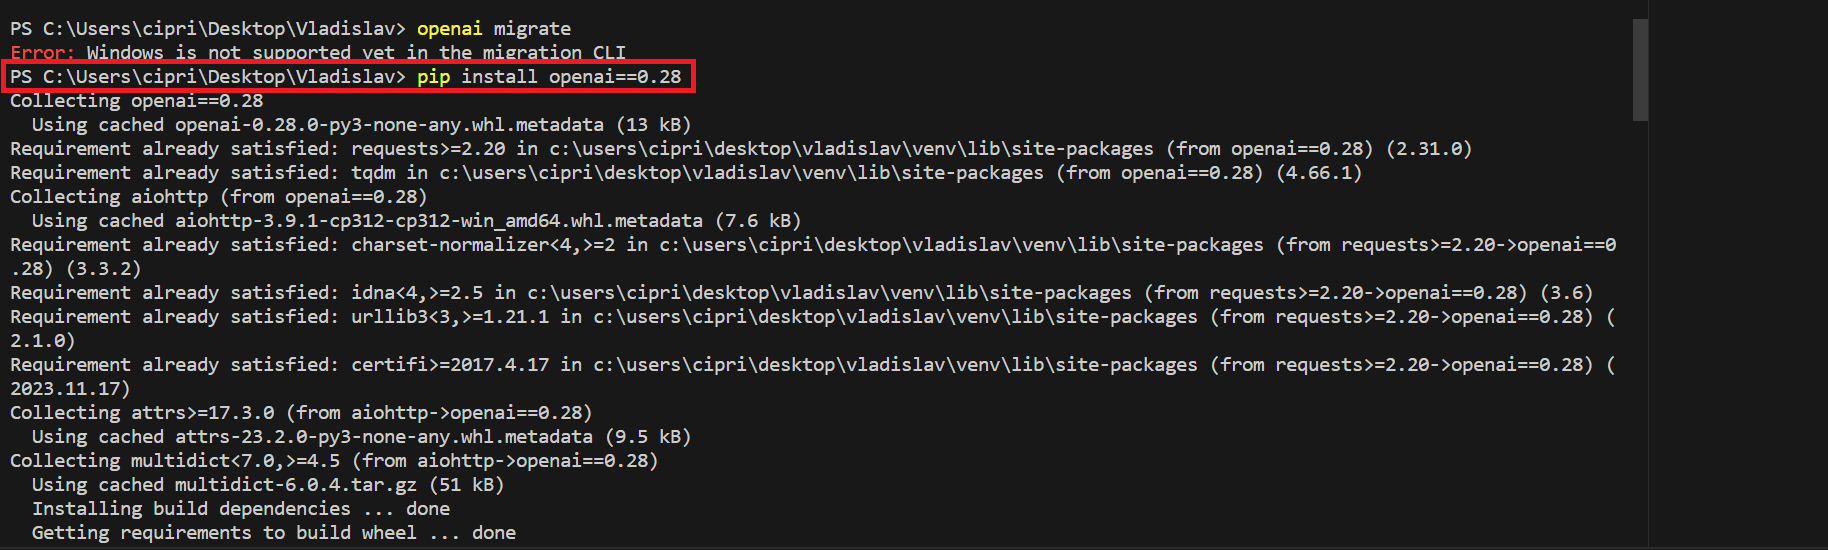 PS C:\Users\cipri\Desktop\Vladislav> openai migrate
Error: Windows is not supported yet in the migration CLI
PS C:\Users\cipri\Desktop\Vladislav> pip install openai==0.28
Collecting openai==0.28
  Using cached openai-0.28.0-py3-none-any.whl.metadata (13 kB)
Requirement already satisfied: requests>=2.20 in c:\users\cipri\desktop\vladislav\venv\lib\site-packages (from openai==0.28) (2.31.0)
Requirement already satisfied: tqdm in c:\users\cipri\desktop\vladislav\venv\lib\site-packages (from openai==0.28) (4.66.1)
Collecting aiohttp (from openai==0.28)
  Using cached aiohttp-3.9.1-cp312-cp312-win_amd64.whl.metadata (7.6 kB)
Requirement already satisfied: charset-normalizer<4,>=2 in c:\users\cipri\desktop\vladislav\venv\lib\site-packages (from requests>=2.20->openai==0
.28) (3.3.2)
Requirement already satisfied: idna<4,>=2.5 in c:\users\cipri\desktop\vladislav\venv\lib\site-packages (from requests>=2.20->openai==0.28) (3.6)
Requirement already satisfied: urllib3<3,>=1.21.1 in c:\users\cipri\desktop\vladislav\venv\lib\site-packages (from requests>=2.20->openai==0.28) (
2.1.0)
Requirement already satisfied: certifi>=2017.4.17 in c:\users\cipri\desktop\vladislav\venv\lib\site-packages (from requests>=2.20->openai==0.28) (
2023.11.17)
Collecting attrs>=17.3.0 (from aiohttp->openai==0.28)
  Using cached attrs-23.2.0-py3-none-any.whl.metadata (9.5 kB)
Collecting multidict<7.0,>=4.5 (from aiohttp->openai==0.28)
  Using cached multidict-6.0.4.tar.gz (51 kB)
  Installing build dependencies ... done
  Getting requirements to build wheel ... done